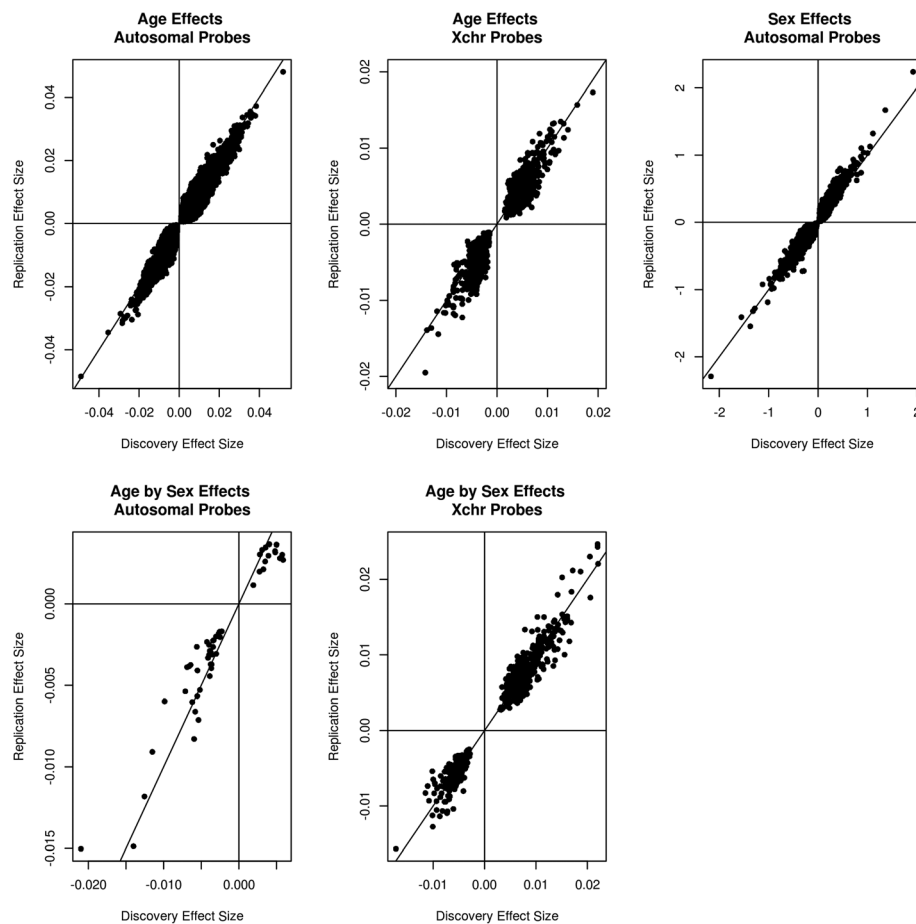 Age Effects
Autosomal Probes
Replication Effect Size
0.04
0.02
0.00
-0.02
-0.04
-0.04 -0.02 0.00 0.02 0.04
Discovery Effect Size
Age Effects
Xchr Probes
Replication Effect Size
0.02
0.01
0.00
-0.01
-0.02
-0.02 -0.01 0.00 0.01 0.02
Discovery Effect Size
Sex Effects
Autosomal Probes
Replication Effect Size
2
1
0
-1
-2
-2 -1 0 1 2
Discovery Effect Size
Age by Sex Effects
Autosomal Probes
Replication Effect Size
0.000
-0.005
-0.010
-0.015
-0.020 -0.010 0.000
Discovery Effect Size
Age by Sex Effects
Xchr Probes
Replication Effect Size
0.02
0.01
0.00
-0.01
-0.01 0.00 0.01 0.02
Discovery Effect Size